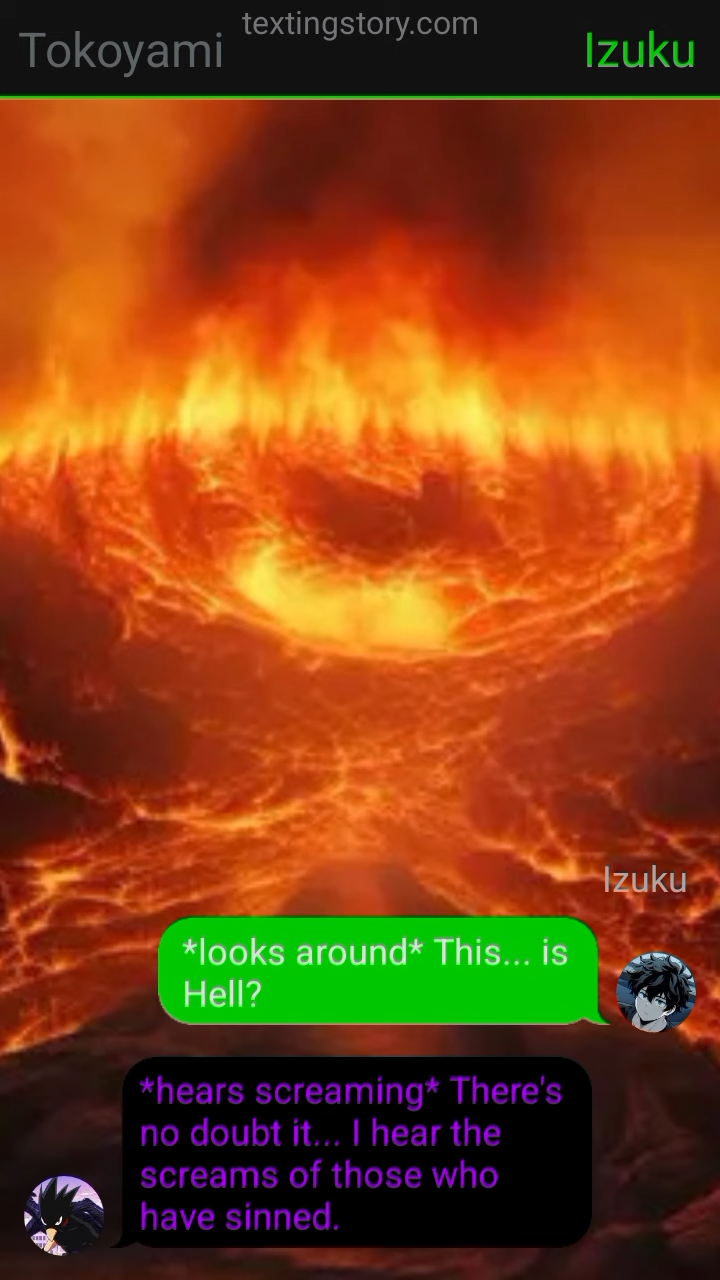 textingstory.com
Tokoyami
Izuku
Izuku
*looks around* This... is
Hell?
*hears screaming* There's
no doubt it... I hear the
screams of those who
have sinned.